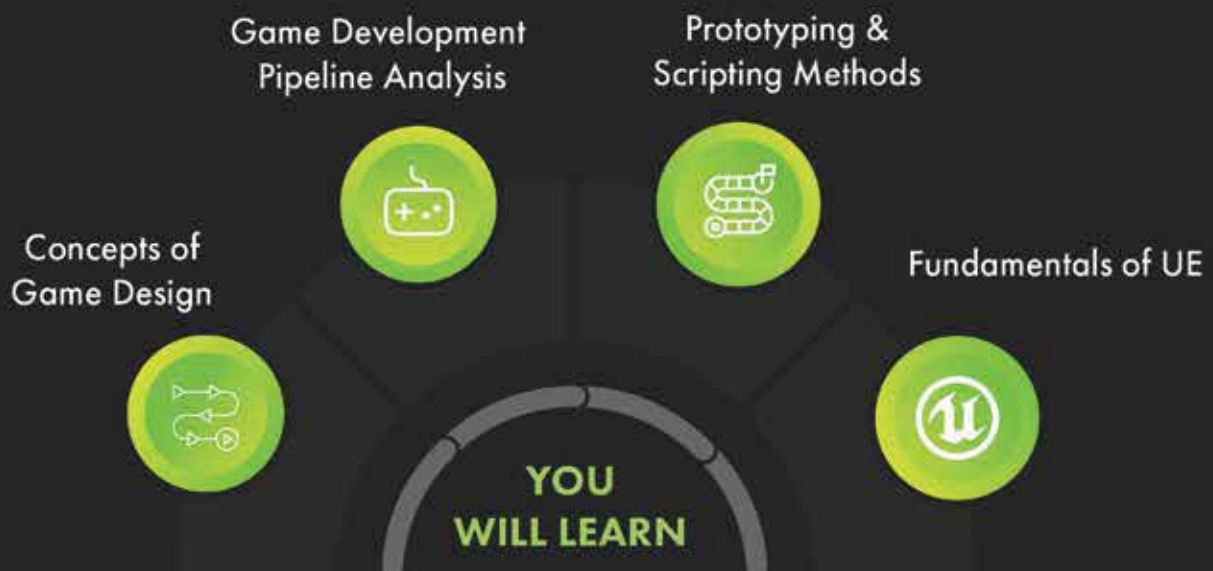 Game Development
Pipeline Analysis
Prototyping &
Scripting Methods
Concepts of
Game Design
Fundamentals of UE
YOU
WILL LEARN